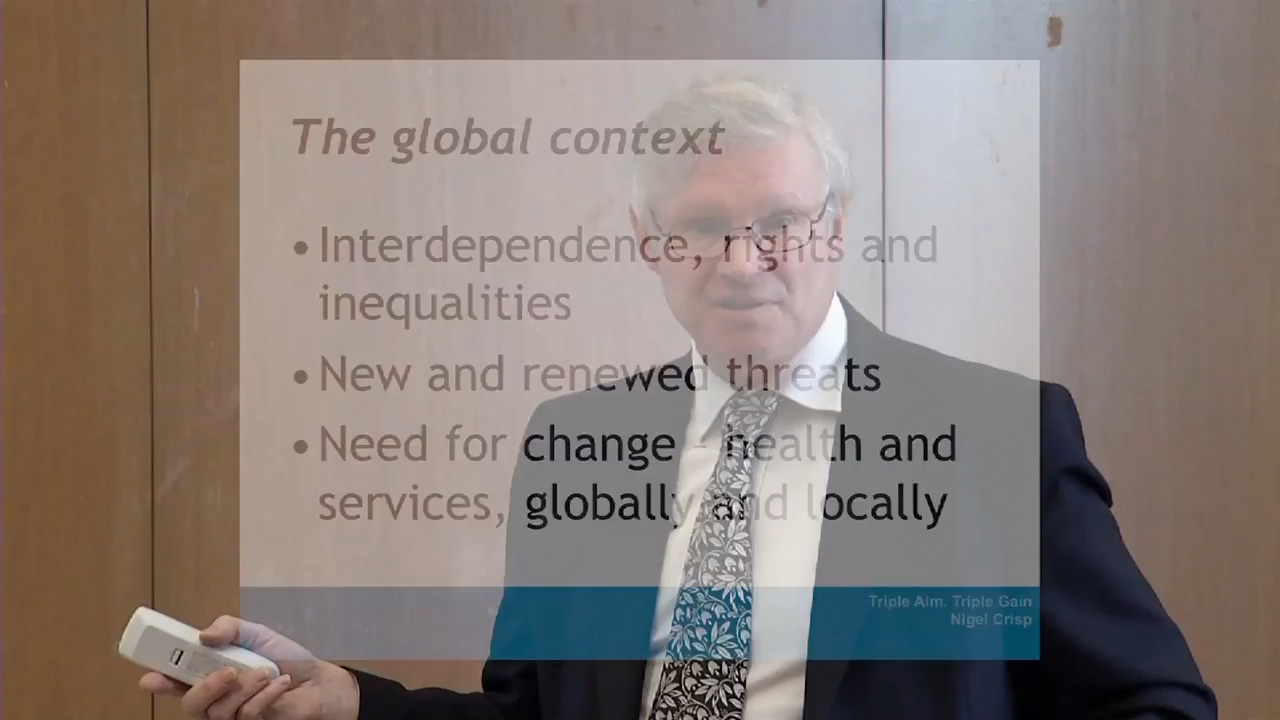 The global context
• Interdependence, rights and
inequalities
• New and renewed threats
• Need for change - health and
services, globally and locally
Triple Aim. Triple Gain
Nigel Crisp